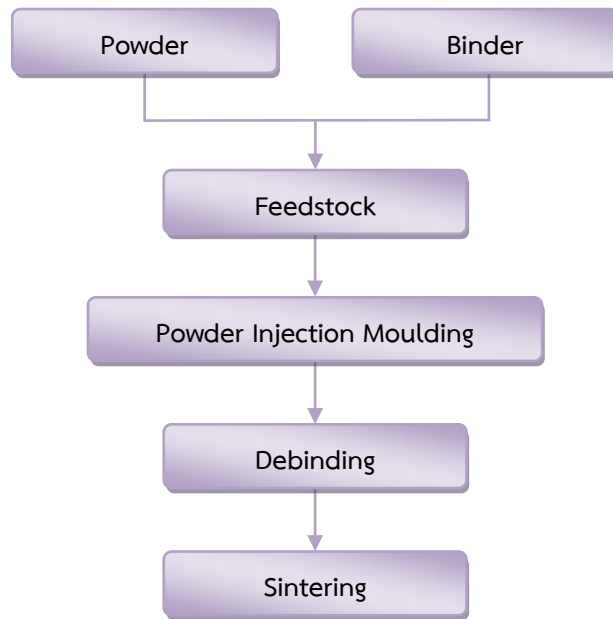 Powder
Binder
Feedstock
Powder Injection Moulding
Debinding
Sintering